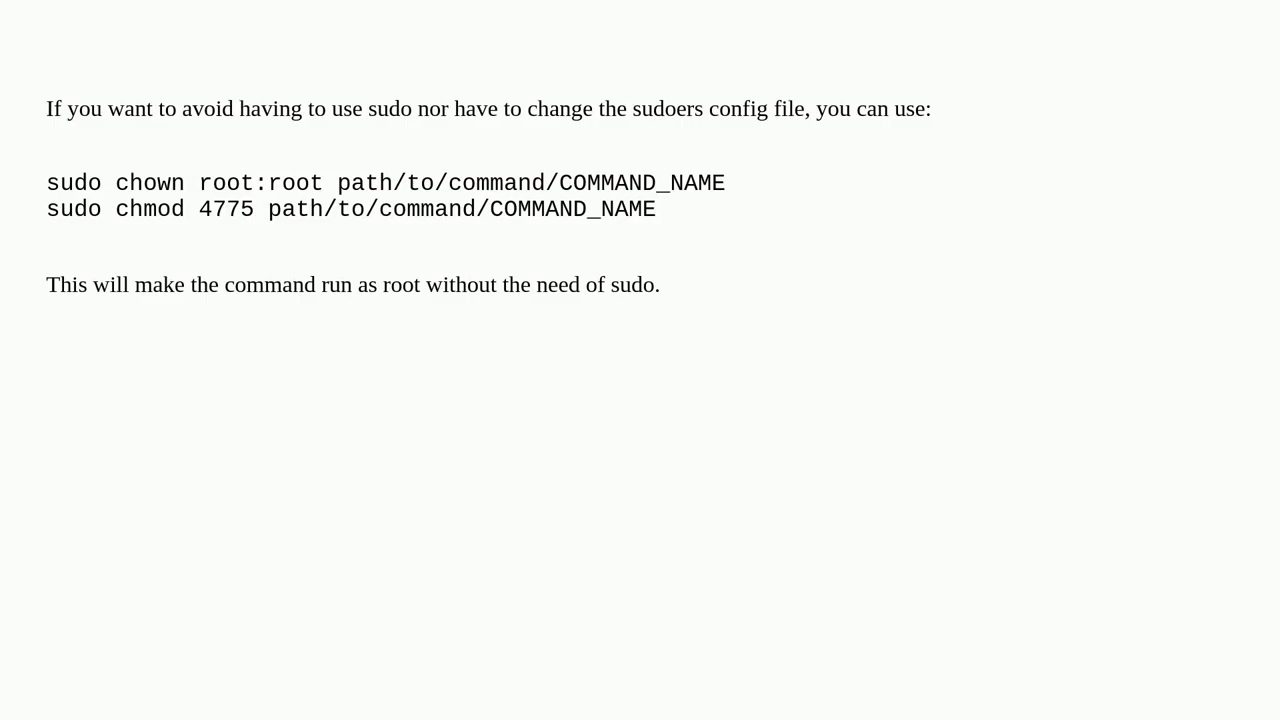 If you want to avoid having to use sudo nor have to change the sudoers config file, you can use:
sudo chown root:root path/to/command/COMMAND_NAME
sudo chmod 4775 path/to/command/COMMAND_NAME
This will make the command run as root without the need of sudo.